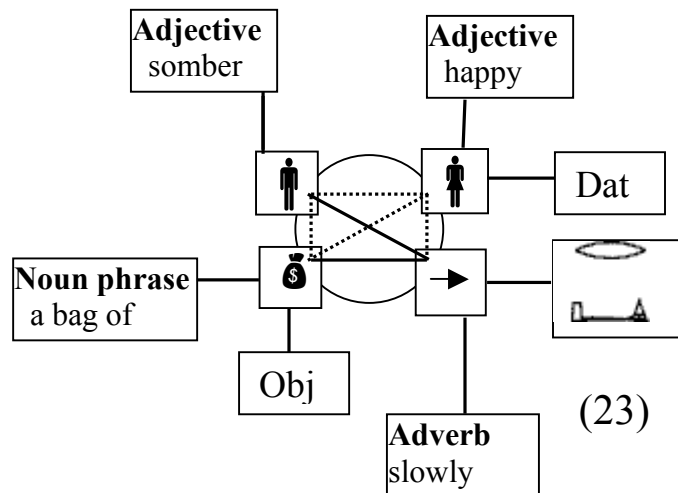 Adjective
somber
Adjective
happy
Dat
$
Noun phrase
a bag of
Obj
(23)
Adverb
slowly